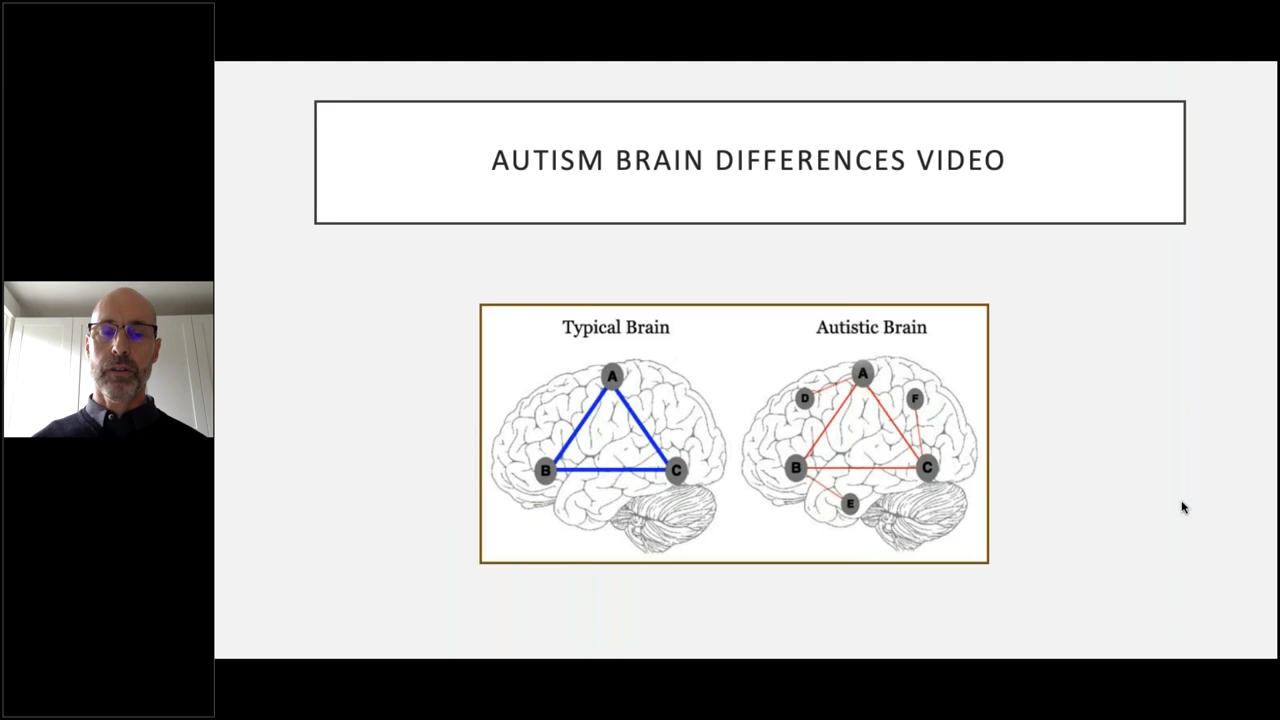 AUTISM BRAIN DIFFERENCES VIDEO
Typical Brain
A
B
C
Autistic Brain
A
D
F
B
C
E